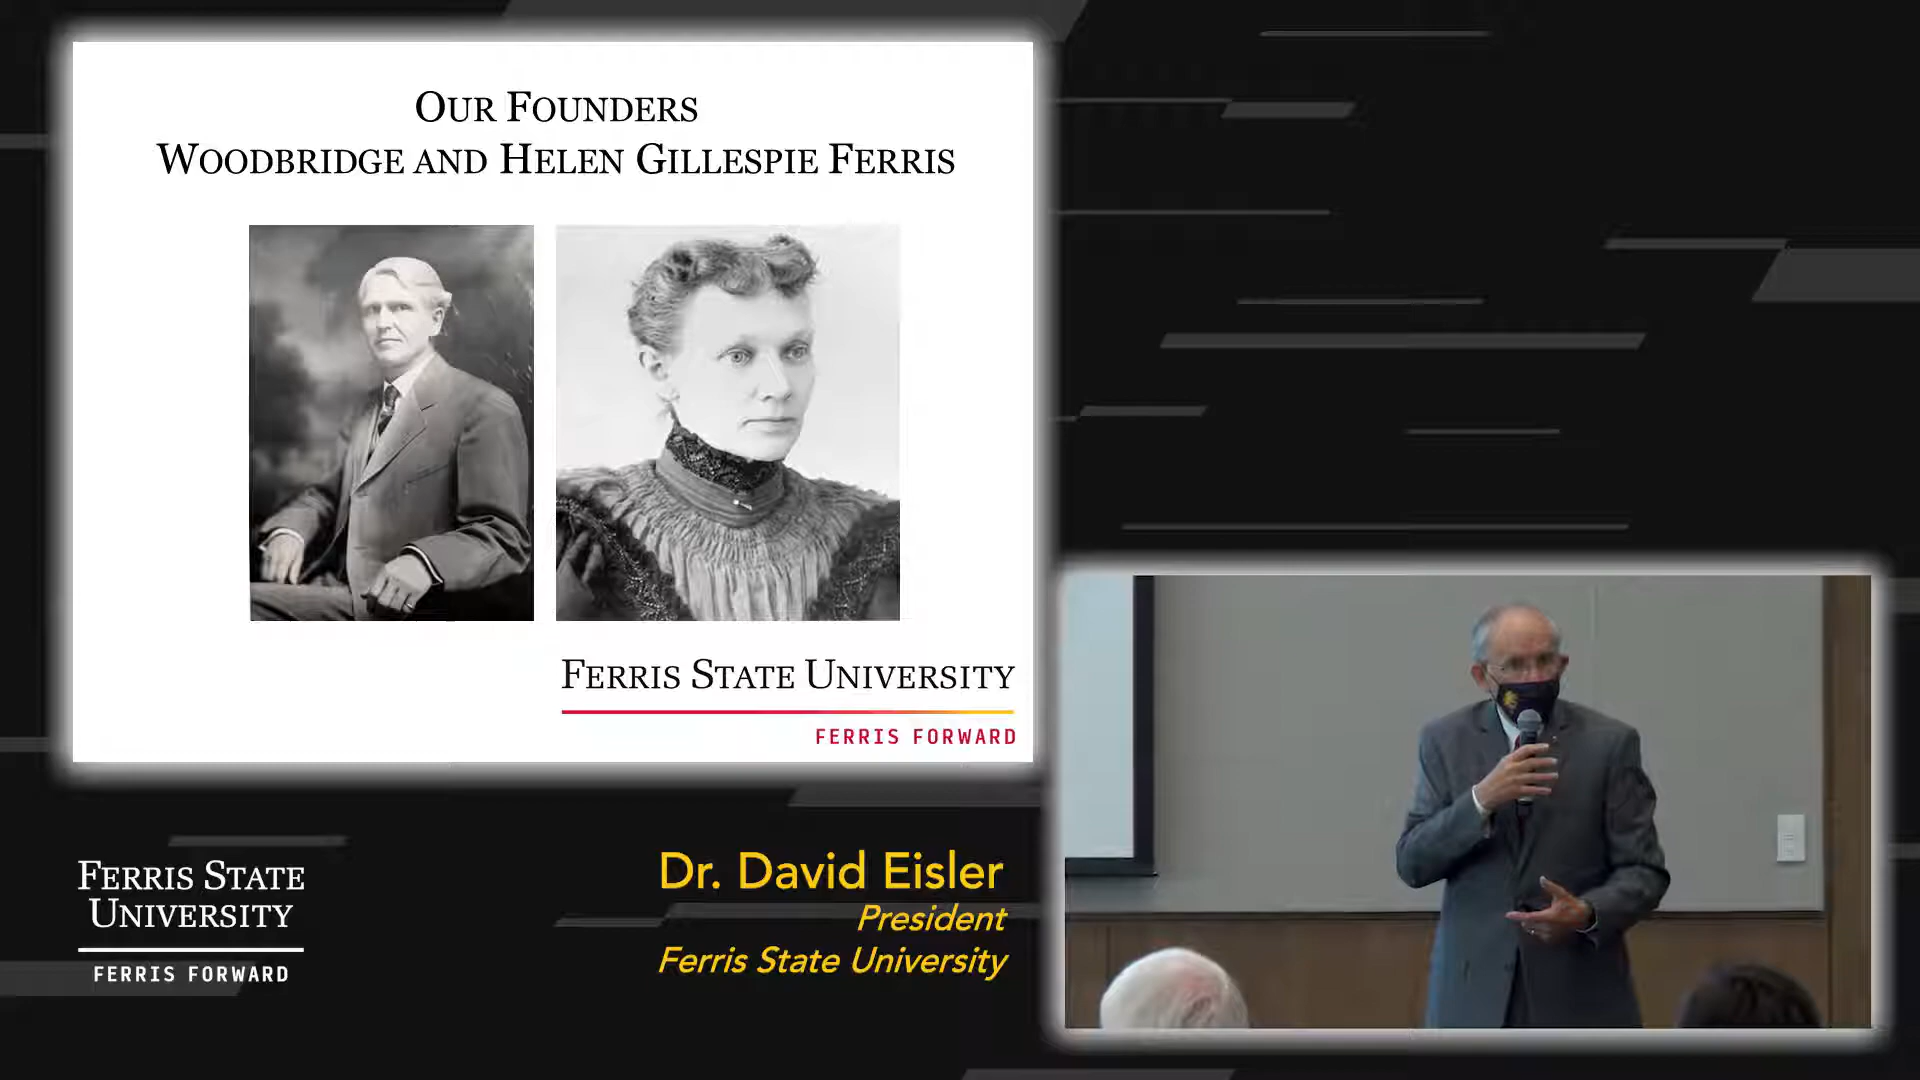 OUR FOUNDERS
WOODBRIDGE AND HELEN GILLESPIE FERRIS
FERRIS STATE UNIVERSITY
FERRIS FORWARD
FERRIS STATE
UNIVERSITY
FERRIS FORWARD
Dr. David Eisler
President
Ferris State University